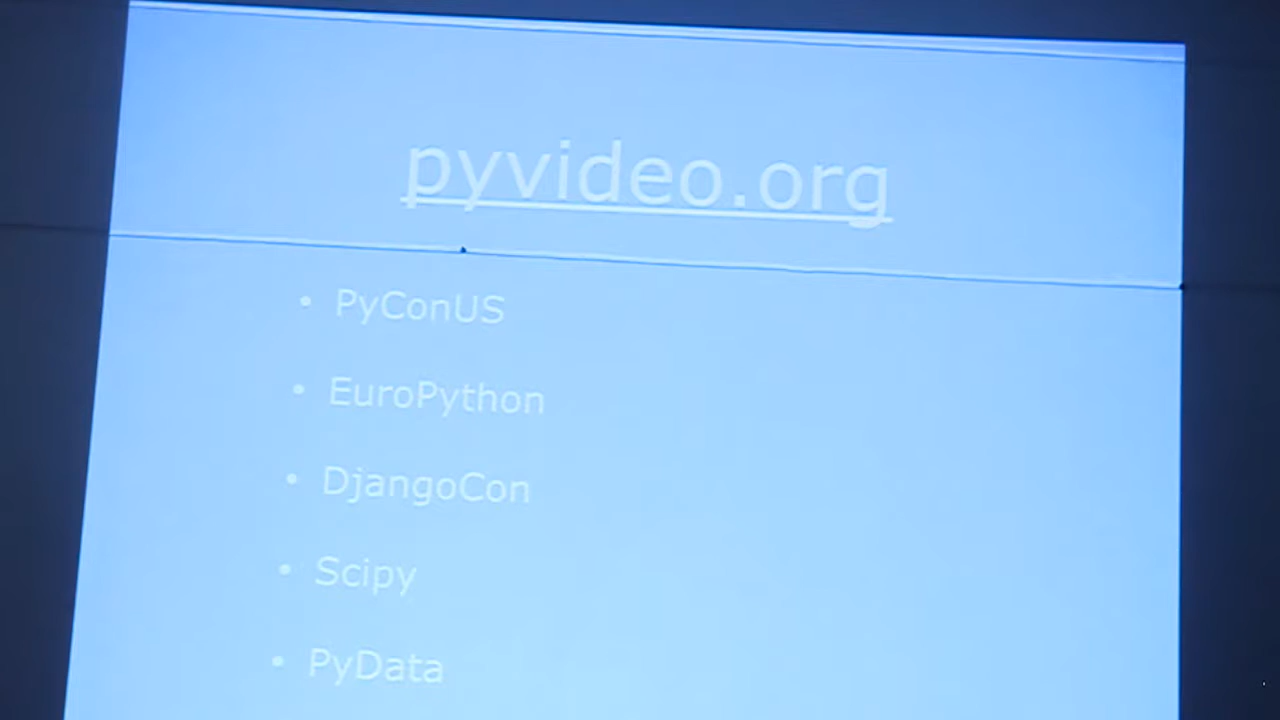 pyvideo.org
• PyConUS
• EuroPython
• DjangoCon
• Scipy
• PyData